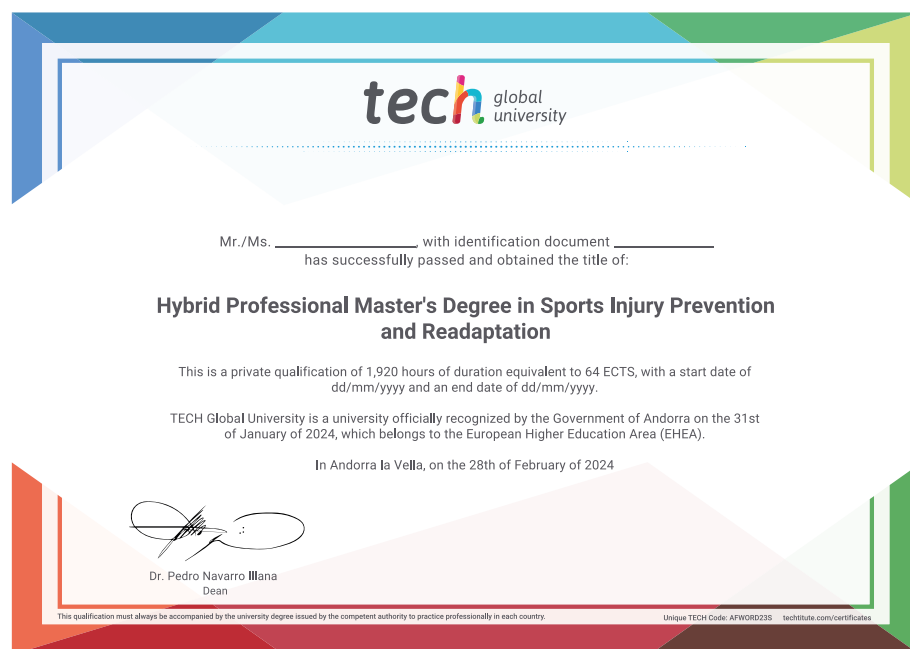 tech global
university
Mr./Ms. ________________, with identification document ____________
has successfully passed and obtained the title of:
Hybrid Professional Master's Degree in Sports Injury Prevention
and Readaptation
This is a private qualification of 1,920 hours of duration equivalent to 64 ECTS, with a start date of
dd/mm/yyyy and an end date of dd/mm/yyyy.
TECH Global University is a university officially recognized by the Government of Andorra on the 31st
of January of 2024, which belongs to the European Higher Education Area (EHEA).
In Andorra la Vella, on the 28th of February of 2024
Dr. Pedro Navarro Illana
Dean
This qualification must always be accompanied by the university degree issued by the competent authority to practice professionally in each country.
Unique TECH Code: AFWORD23S techtitute.com/certificates